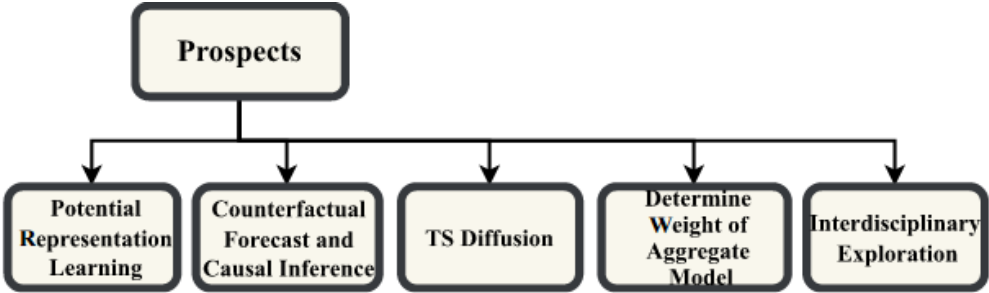 Prospects
Potential
Representation
Learning
Counterfactual
Forecast and
Causal Inference
TS Diffusion
Determine
Weight of
Aggregate
Model
Interdisciplinary
Exploration